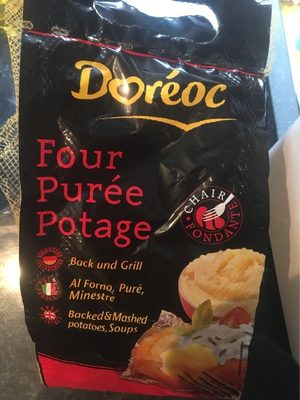 Doréoc
Four
Purée
Potage
CHAIR
FONDANTE
Back und Grill
Al Forno, Puré,
Minestre
Backed&Mashed
potatoes, Soups